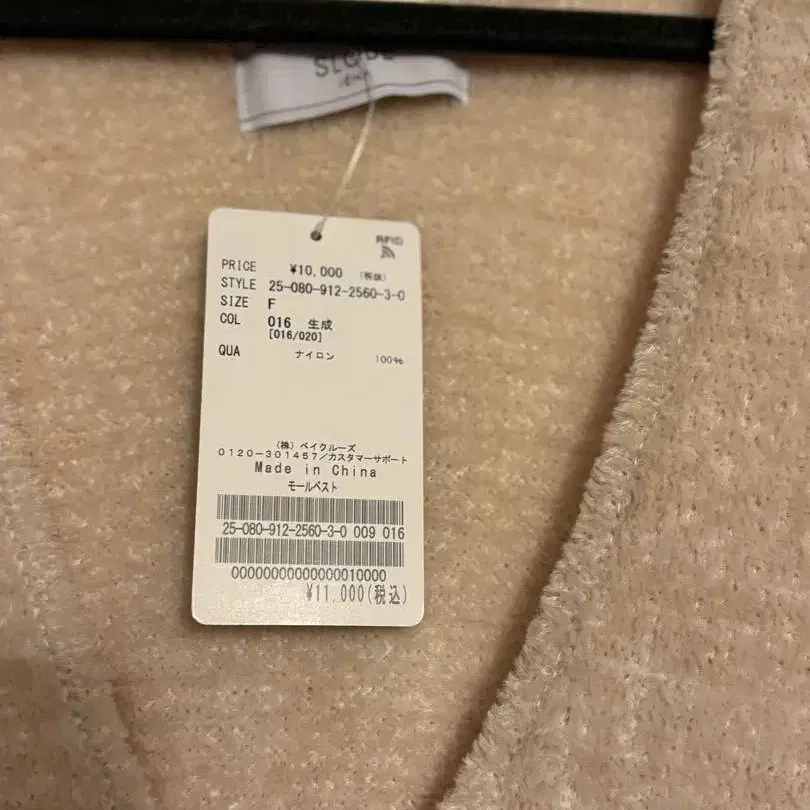 RFID
PRICE ¥10,000 (税抜)
STYLE 25-080-912-2560-3-0
SIZE F
COL 016 生成
[016/020]
QUA ナイロン 100%
(株) ベイクルーズ
0120-301457/カスタマーサポート
Made in China
モールベスト
25-080-912-2560-3-0 009 016
00000000000000010000
¥11,000(税込)